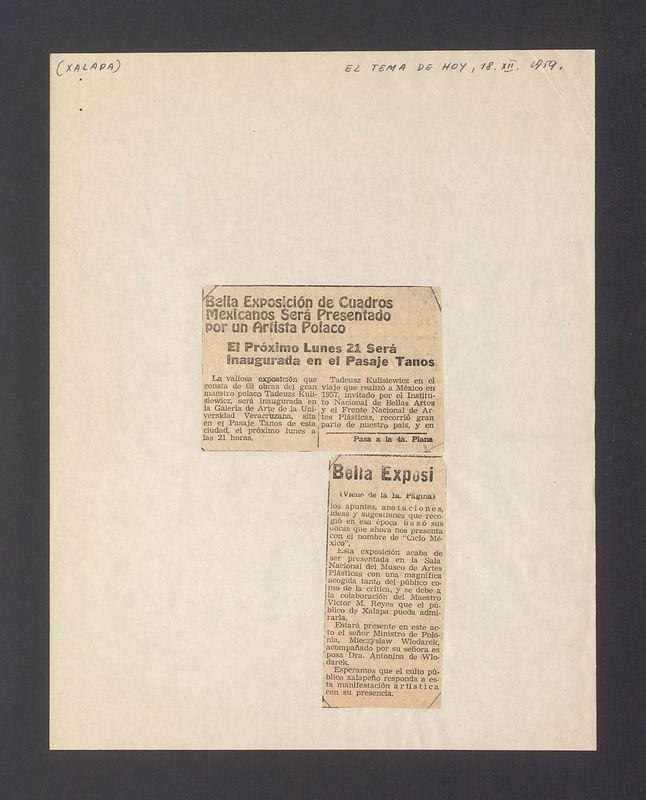 (XALAPA)
EL TEMA DE HOY, 18. XII. 1959.
Bella Exposición de Cuadros
Mexicanos Será Presentado
por un Artista Polaco
El Próximo Lunes 21 Será
Inaugurada en el Pasaje Tanos
La valiosa exposición que
consta de 69 obras del gran
maestro polaco Tadeuzs Kuli-
siewicz, será inaugurada en
la Galería de Arte de la Uni-
versidad Veracruzana, sita
en el Pasaje Tanos de esta
ciudad, el próximo lunes a
las 21 horas.
Tadeusz Kulisiewicz en el
viaje que realizó a México en
1957, invitado por el Institu-
to Nacional de Bellas Artes
y el Frente Nacional de Ar-
tes Plásticas, recorrió gran
parte de nuestro país, y en
Pasa a la 4a. Plana
Bella Exposi
(Viene de la 1a. Página)
los apuntes, anotaciones,
ideas y sugestiones que reco-
gió en esa época basó sus
obras que ahora nos presenta
con el nombre de "Ciclo Mé-
xico".
Esta exposición acaba de
ser presentada en la Sala
Nacional del Museo de Artes
Plásticas con una magnífica
acogida tanto del público co-
mo de la crítica, y se debe a
la colaboración del Maestro
Víctor M. Reyes que el pú-
blico de Xalapa pueda admi-
rarla.
Estará presente en este ac-
to el señor Ministro de Polo-
nia, Mieczyslaw Wlodarek,
acompañado por su señora es
posa Dra. Antonina de Wlo-
darek.
Esperamos que el culto pú-
blico xalapeño responda a es-
ta manifestación artística
con su presencia.